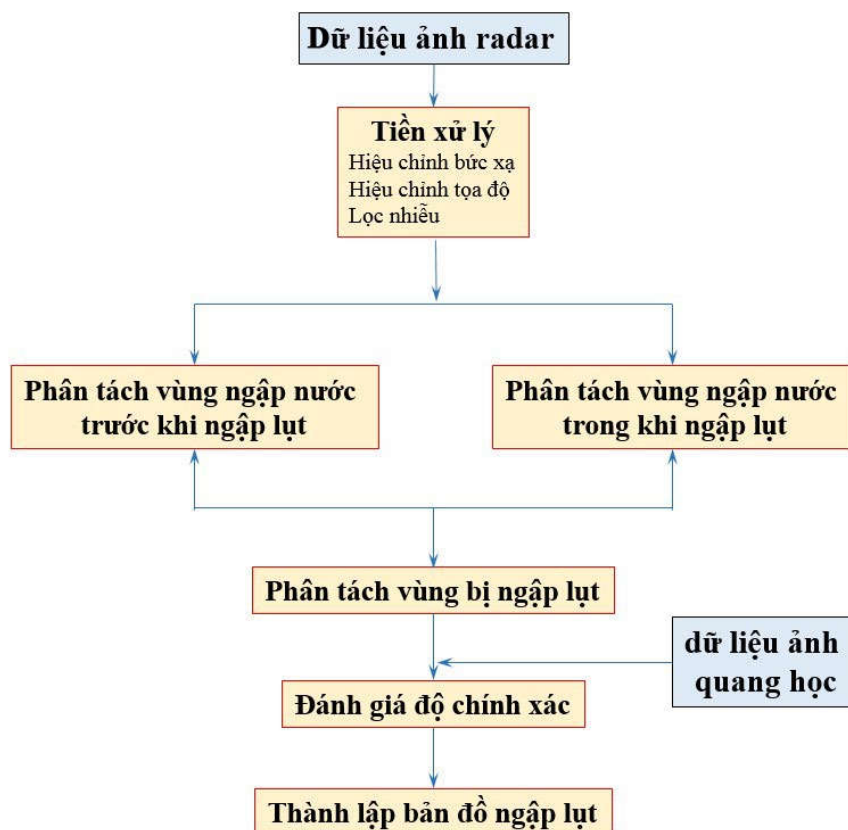 Dữ liệu ảnh radar
Tiền xử lý
Hiệu chỉnh bức xạ
Hiệu chỉnh tọa độ
Lọc nhiễu
Phân tách vùng ngập nước
trước khi ngập lụt
Phân tách vùng ngập nước
trong khi ngập lụt
Phân tách vùng bị ngập lụt
dữ liệu ảnh
quang học
Đánh giá độ chính xác
Thành lập bản đồ ngập lụt